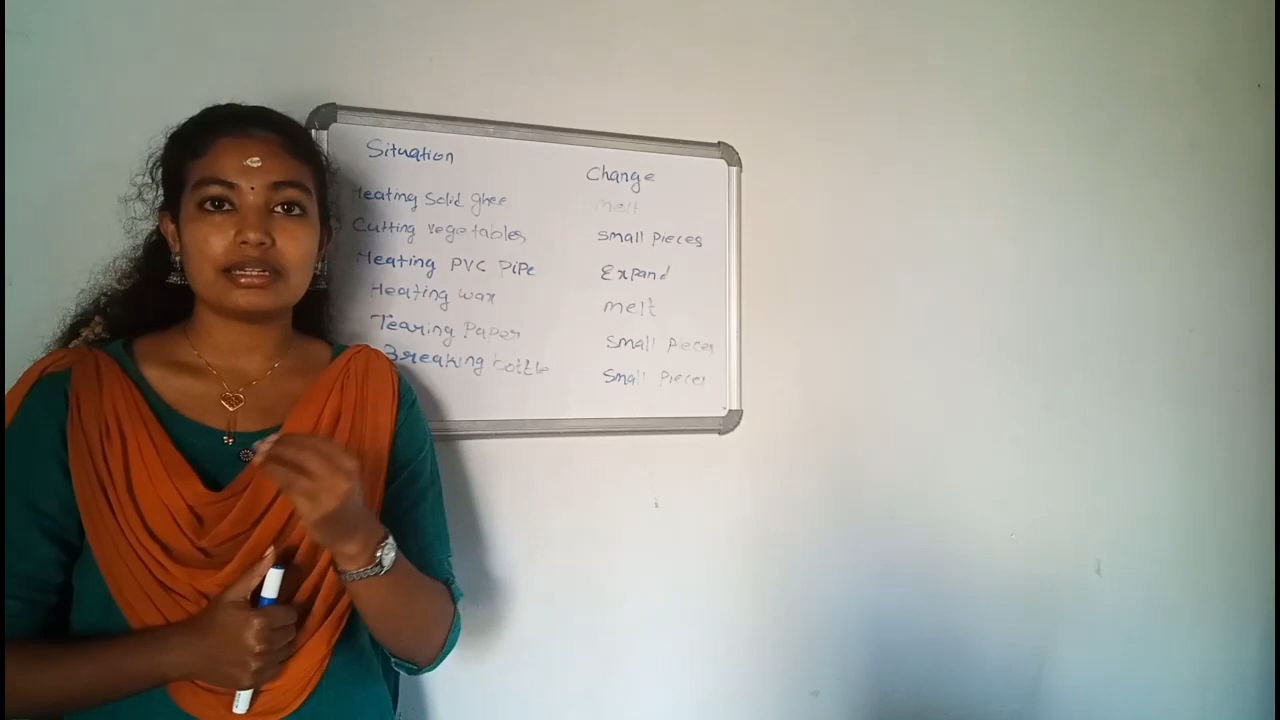 Situation Change
Heating Solid ghee melt
Cutting vegetables small pieces
Heating PVC PiPe Expand
Heating wax melt
Tearing Paper small pieces
Breaking bottle small Pieces